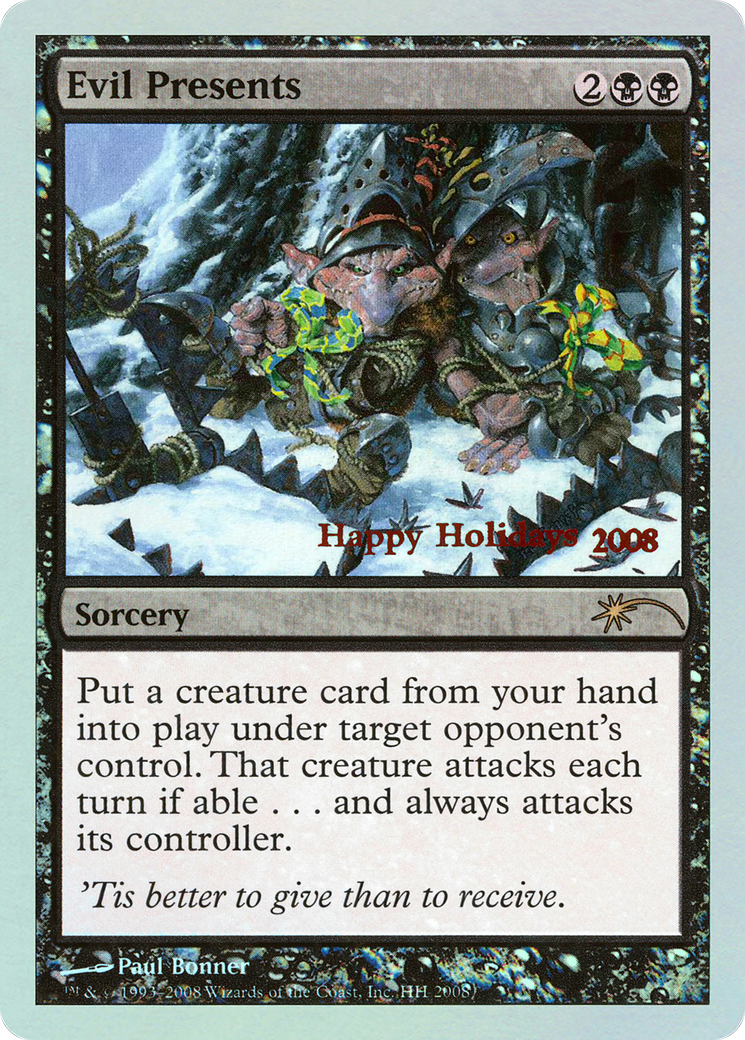 Evil Presents 2
Happy Holidays 2008
Sorcery
Put a creature card from your hand
into play under target opponent's
control. That creature attacks each
turn if able . . . and always attacks
its controller.
'Tis better to give than to receive.
Paul Bonner
™ & © 1993–2008 Wizards of the Coast, Inc. HH 2008